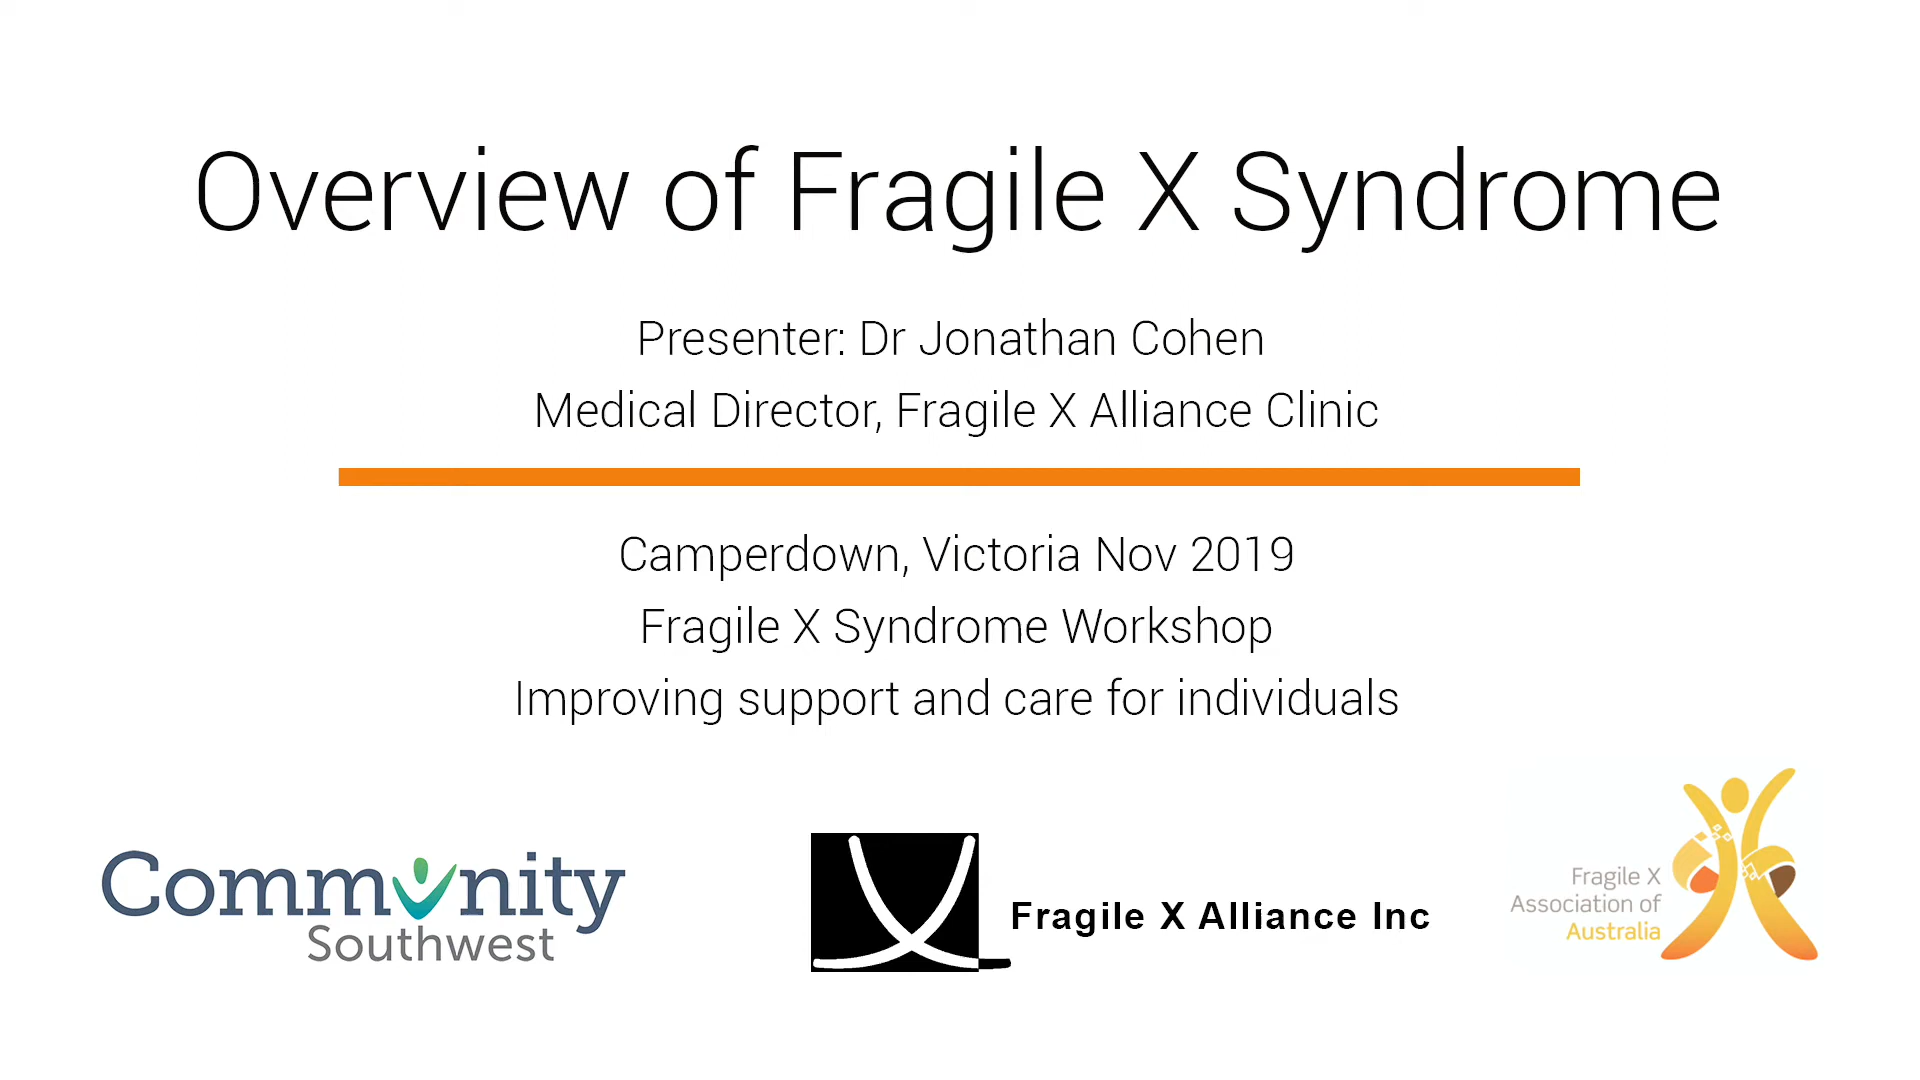 Overview of Fragile X Syndrome
Presenter: Dr Jonathan Cohen
Medical Director, Fragile X Alliance Clinic
Camperdown, Victoria Nov 2019
Fragile X Syndrome Workshop
Improving support and care for individuals
Community
Southwest
Fragile X Alliance Inc
Fragile X
Association of
Australia